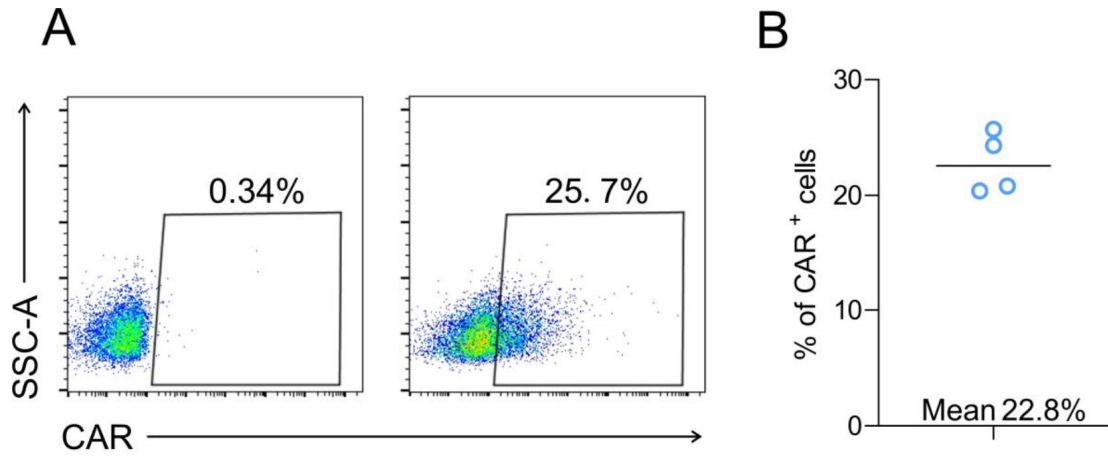 A
0.34%
25. 7%
SSC-A
CAR
B
30
20
10
0
% of CAR + cells
Mean 22.8%